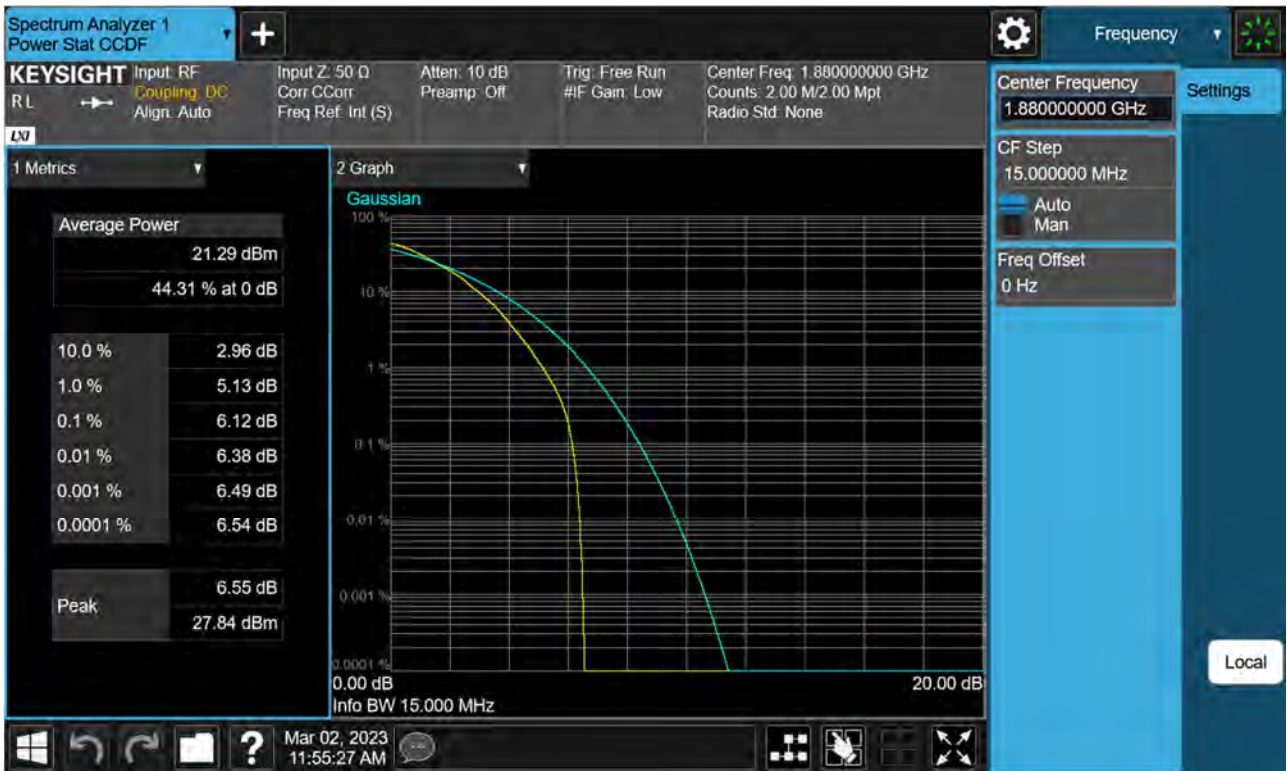 Spectrum Analyzer 1
Power Stat CCDF
Frequency
KEYSIGHT
RL
LXI
Input: RF
Coupling: DC
Align: Auto
Input Z: 50 Ω
Corr CCorr
Freq Ref: Int (S)
Atten: 10 dB
Preamp: Off
Trig: Free Run
#IF Gain: Low
Center Freq: 1.880000000 GHz
Counts: 2.00 M/2.00 Mpt
Radio Std: None
Center Frequency
1.880000000 GHz
Settings
CF Step
15.000000 MHz
Auto
Man
Freq Offset
0 Hz
Local
1 Metrics
Average Power
21.29 dBm
44.31 % at 0 dB
10.0 % 2.96 dB
1.0 % 5.13 dB
0.1 % 6.12 dB
0.01 % 6.38 dB
0.001 % 6.49 dB
0.0001 % 6.54 dB
Peak
6.55 dB
27.84 dBm
2 Graph
Gaussian
100 %
10 %
1 %
0.1 %
0.01 %
0.001 %
0.0001 %
0.00 dB 20.00 dB
Info BW 15.000 MHz
?
Mar 02, 2023
11:55:27 AM